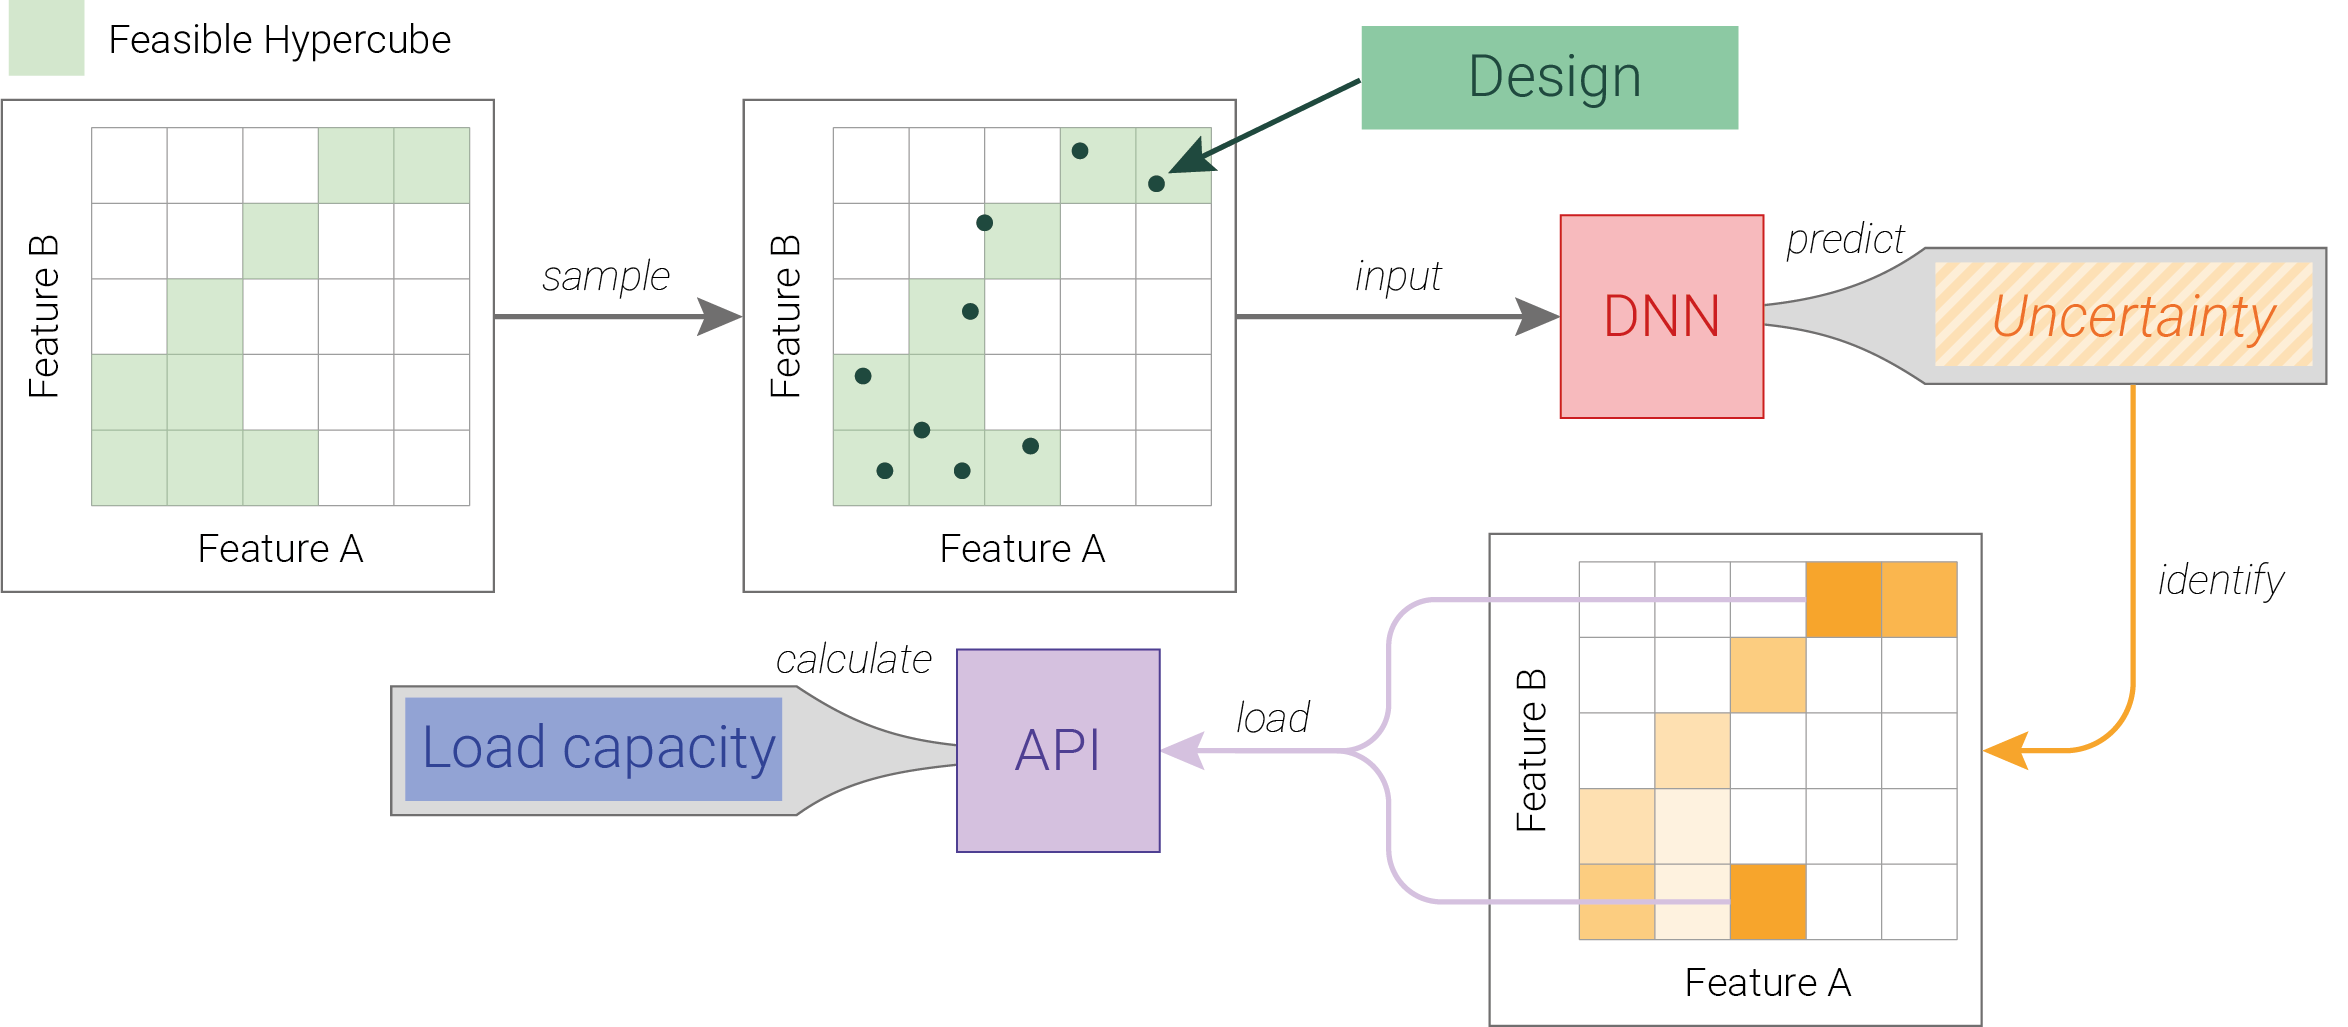 Feasible Hypercube
Feature B
Feature A
sample
Feature B
Feature A
Design
input
DNN
predict
Uncertainty
identify
Feature B
Feature A
load
API
calculate
Load capacity